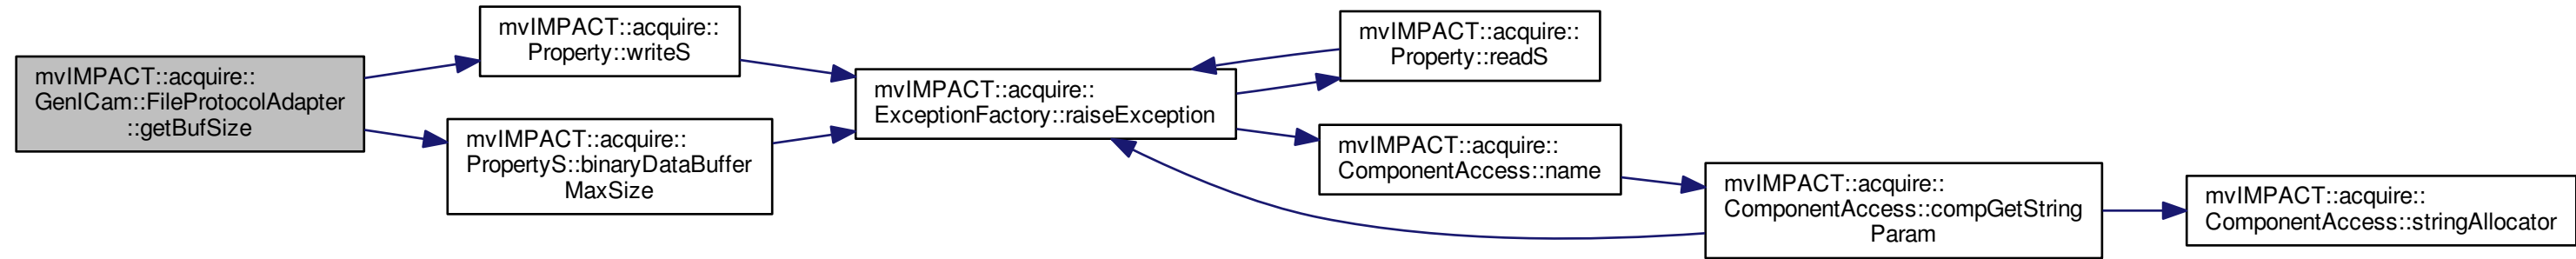 mvIMPACT::acquire::
GenICam::FileProtocolAdapter
::getBufSize
mvIMPACT::acquire::
Property::writeS
mvIMPACT::acquire::
PropertyS::binaryDataBuffer
MaxSize
mvIMPACT::acquire::
ExceptionFactory::raiseException
mvIMPACT::acquire::
Property::readS
mvIMPACT::acquire::
ComponentAccess::name
mvIMPACT::acquire::
ComponentAccess::compGetString
Param
mvIMPACT::acquire::
ComponentAccess::stringAllocator